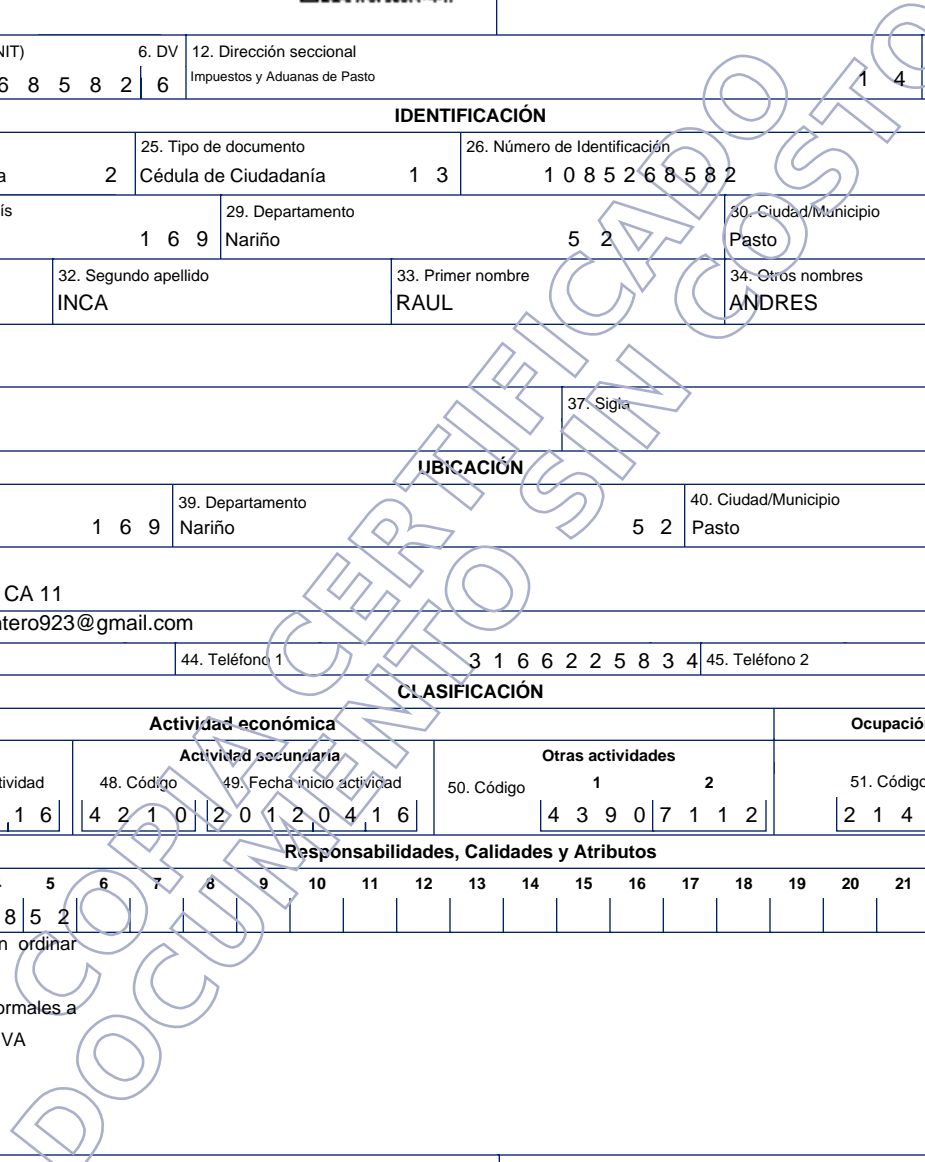 NIT) 6. DV 12. Dirección seccional
6 8 5 8 2 6 Impuestos y Aduanas de Pasto 1 4
IDENTIFICACIÓN
25. Tipo de documento 26. Número de Identificación
a 2 Cédula de Ciudadanía 1 3 1 0 8 5 2 6 8 5 8 2
ís 29. Departamento 30. Ciudad/Municipio
1 6 9 Nariño 5 2 Pasto
32. Segundo apellido 33. Primer nombre 34. Otros nombres
INCA RAUL ANDRES
37. Sigla
UBICACIÓN
39. Departamento 40. Ciudad/Municipio
1 6 9 Nariño 5 2 Pasto
CA 11
ntero923@gmail.com
44. Teléfono 1 3 1 6 6 2 2 5 8 3 4 45. Teléfono 2
CLASIFICACIÓN
Actividad económica Ocupación
Actividad secundaria Otras actividades
tividad 48. Código 49. Fecha inicio actividad 50. Código 1 2 51. Código
1 6 4 2 1 0 2 0 1 2 0 4 1 6 4 3 9 0 7 1 1 2 2 1 4
Responsabilidades, Calidades y Atributos
5 6 7 8 9 10 11 12 13 14 15 16 17 18 19 20 21
8 5 2
n ordinar
ormales a
VA
COPIA CERTIFICADO
DOCUMENTO SIN COSTO